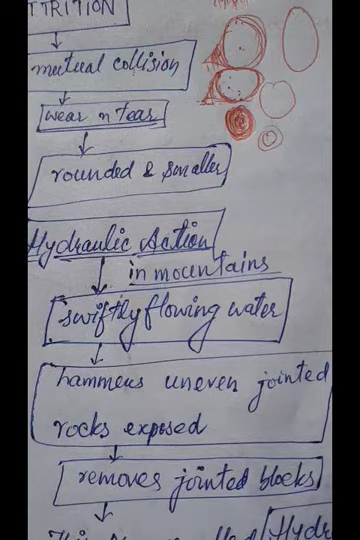 TTRITION
mutual collision
wear n tear
rounded & smaller
Hydraulic Action
in mountains
swiftly flowing water
hammers uneven jointed
rocks exposed
removes jointed blocks